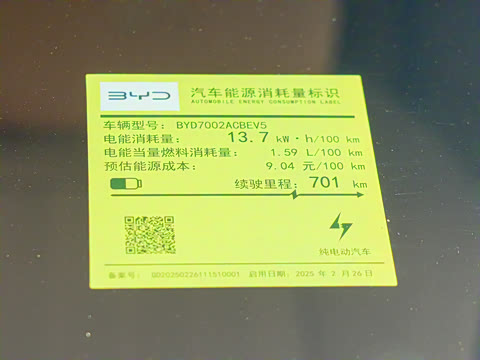 BYD 汽车能源消耗量标识
AUTOMOBILE ENERGY CONSUMPTION LABEL
车辆型号: BYD7002ACBEV5
电能消耗量: 13.7 kW·h/100 km
电能当量燃料消耗量: 1.59 L/100 km
预估能源成本: 9.04 元/100 km
续驶里程: 701 km
纯电动汽车
备案号: GD20250226111510001 启用日期: 2025 年 2 月 26 日